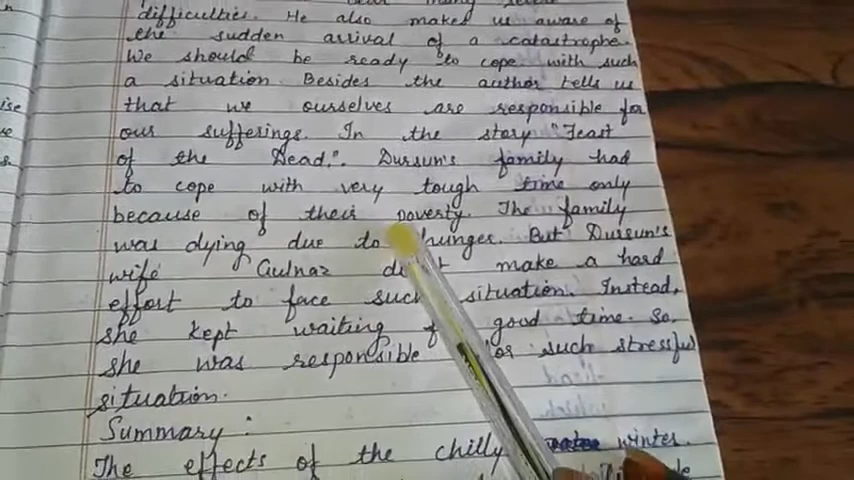 difficulties. He also makes us aware of
the sudden arrival of a catastrophe.
We should be ready to cope with such
a situation. Besides the author tells us
that we ourselves are responsible for
our sufferings. In the story "Feast
of the Dead,". Dursun's family had
to cope with very tough time only
because of their poverty. The family
was dying due to hunger. But Dursun's
wife Gulnaz make a hard
effort to face such situation. Instead,
she kept waiting good time. So,
she was responsible such stressful
situation.
Summary :
The effects of the chilly winter.